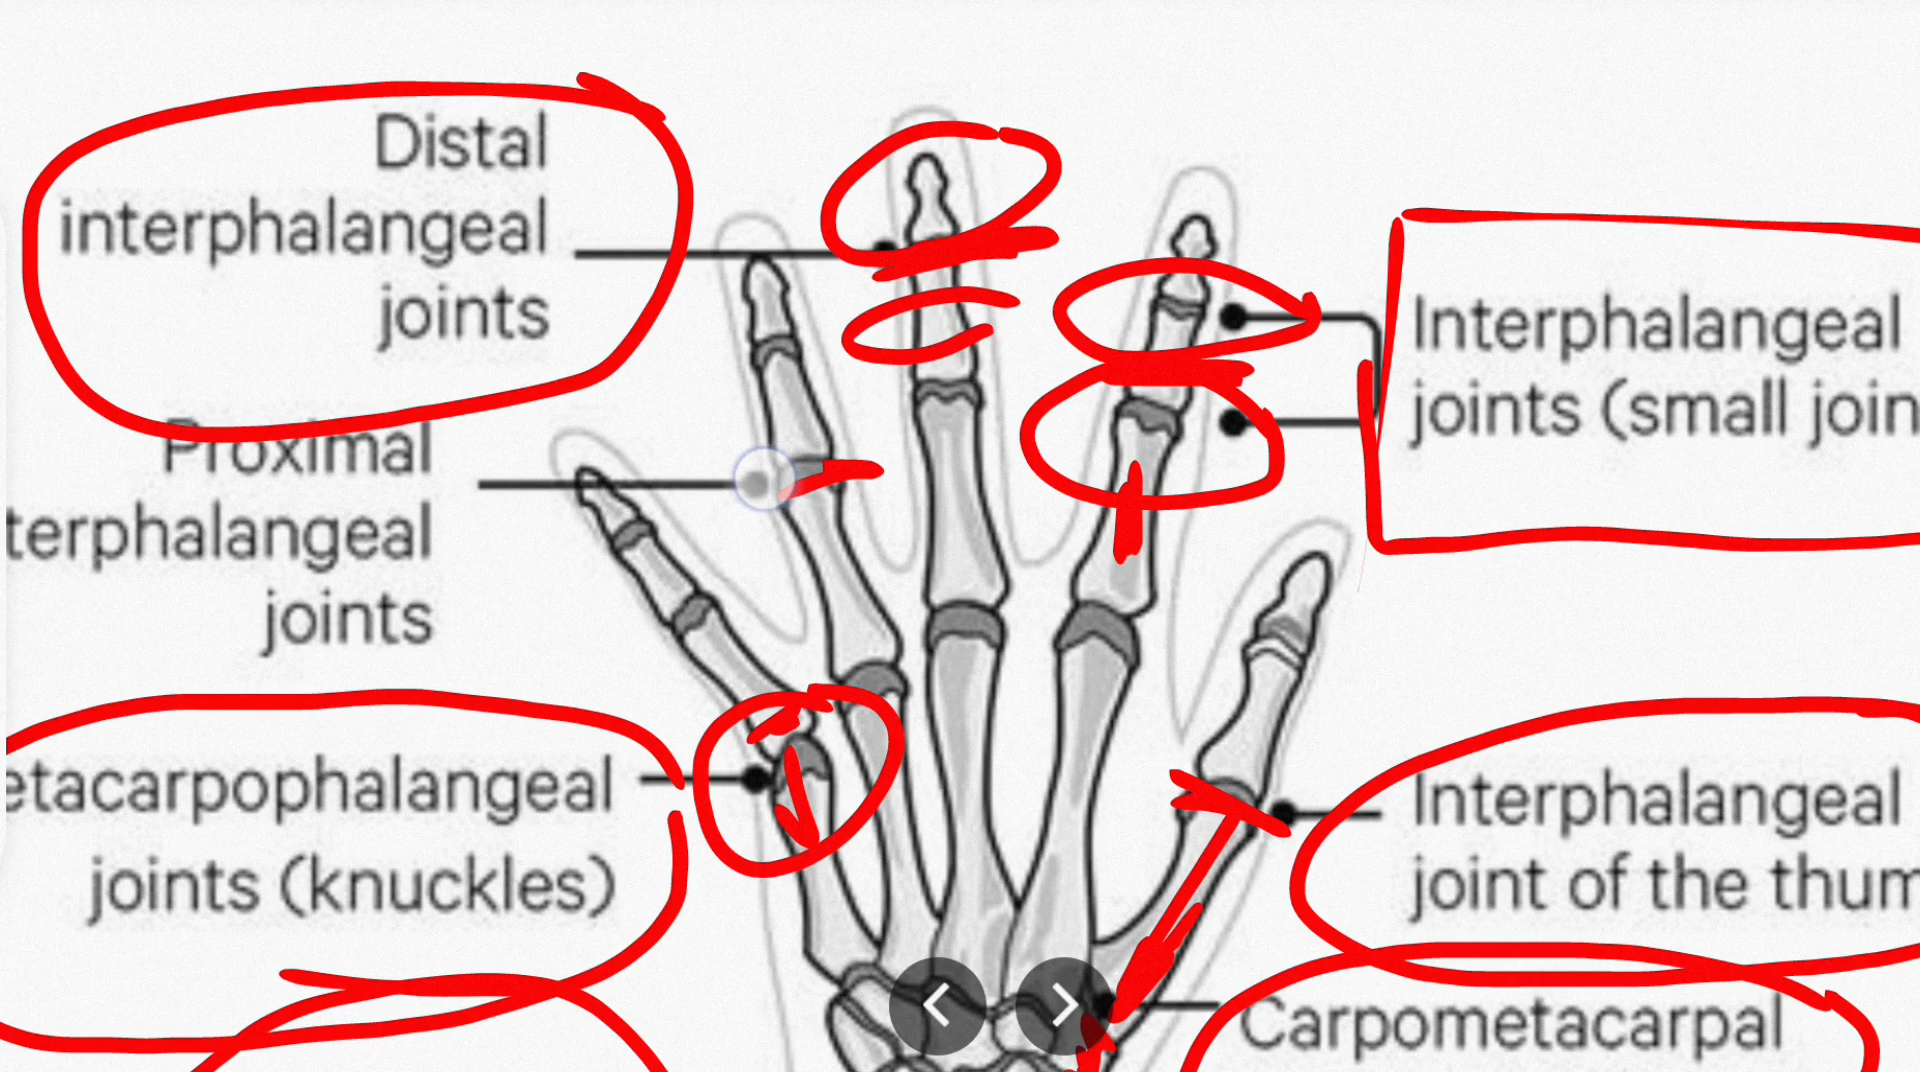 Distal
interphalangeal
joints
Proximal
terphalangeal
joints
etacarpophalangeal
joints (knuckles)
Interphalangeal
joints (small join
Interphalangeal
joint of the thum
Carpometacarpal